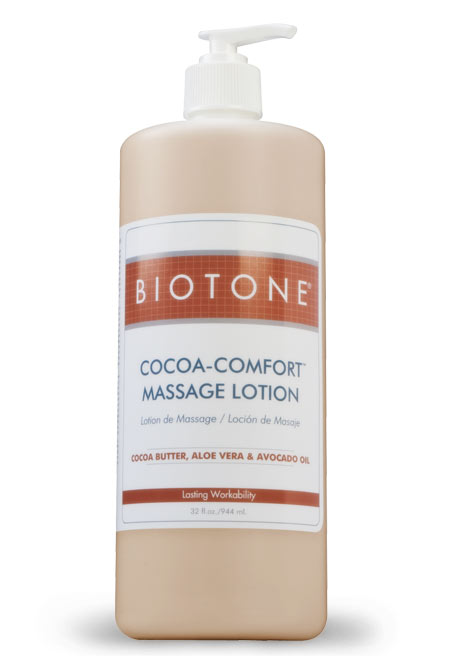 BIOTONE®
COCOA-COMFORT™
MASSAGE LOTION
Lotion de Massage / Loción de Masaje
COCOA BUTTER, ALOE VERA & AVOCADO OIL
Lasting Workability
32 fl.oz./944 mL